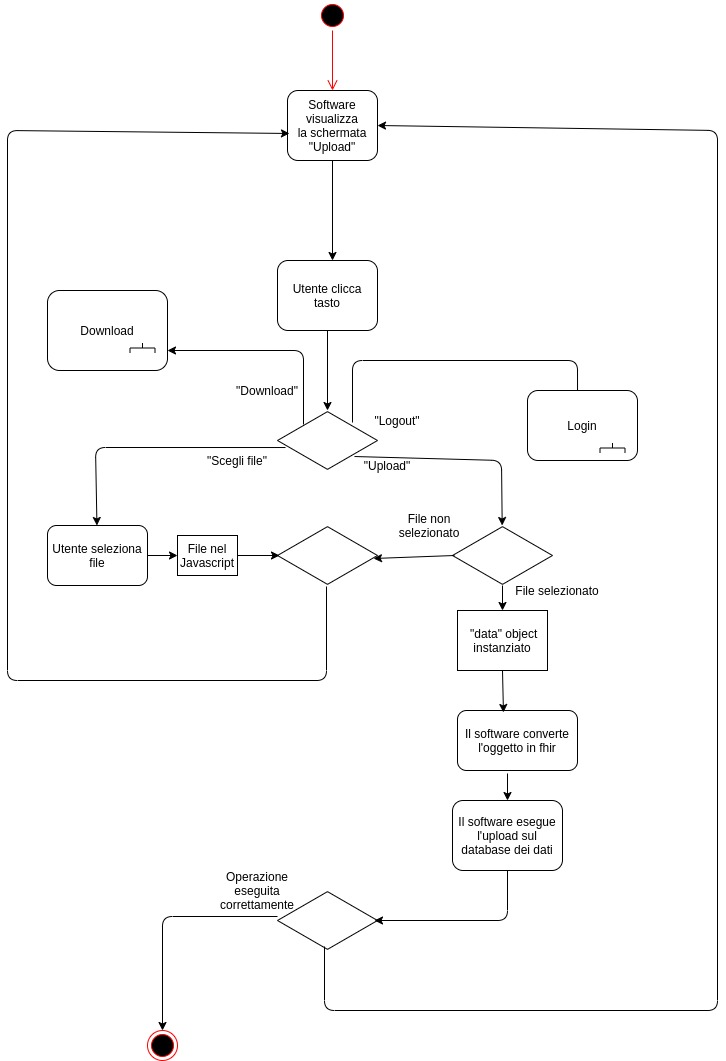 Software
visualizza
la schermata
"Upload"
Utente clicca
tasto
Download
"Download"
"Logout"
Login
"Scegli file"
"Upload"
File non
selezionato
Utente seleziona
file
File nel
Javascript
File selezionato
"data" object
instanziato
Il software converte
l'oggetto in fhir
Il software esegue
l'upload sul
database dei dati
Operazione
eseguita
correttamente